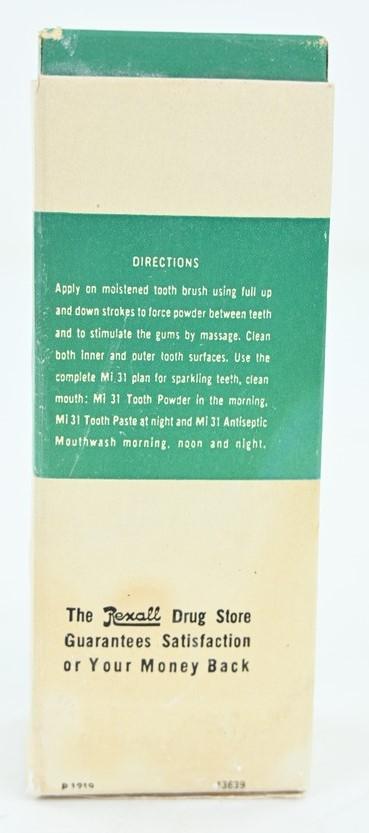 DIRECTIONS
Apply on moistened tooth brush using full up
and down strokes to force powder between teeth
and to stimulate the gums by massage. Clean
both inner and outer tooth surfaces. Use the
complete Mi 31 plan for sparkling teeth, clean
mouth: Mi 31 Tooth Powder in the morning,
Mi 31 Tooth Paste at night and Mi 31 Antiseptic
Mouthwash morning, noon and night.
The Rexall Drug Store
Guarantees Satisfaction
or Your Money Back